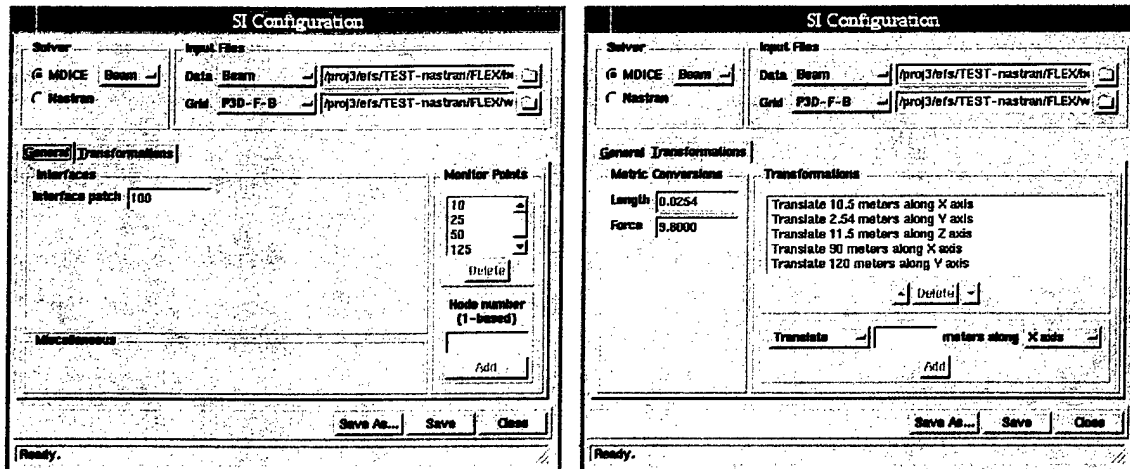 SI Configuration
Solver
Input Files
MDICE Beam
Data Beam /proj3/efs/TEST-nastran/FLEX/be
Nastran
Grid P3D-F-B /proj3/efs/TEST-nastran/FLEX/w
General Transformations
Interfaces
Interface patch 100
Monitor Points
10
25
50
125
Delete
Node number
(1-based)
Miscellaneous
Add
Save As... Save Close
Ready.
SI Configuration
Solver
Input Files
MDICE Beam
Data Beam /proj3/efs/TEST-nastran/FLEX/be
Nastran
Grid P3D-F-B /proj3/efs/TEST-nastran/FLEX/w
General Transformations
Metric Conversions
Length 0.0254
Force 9.8000
Transformations
Translate 10.5 meters along X axis
Translate 2.54 meters along Y axis
Translate 11.5 meters along Z axis
Translate 90 meters along X axis
Translate 120 meters along Y axis
Delete
Translate meters along X axis
Add
Save As... Save Close
Ready.